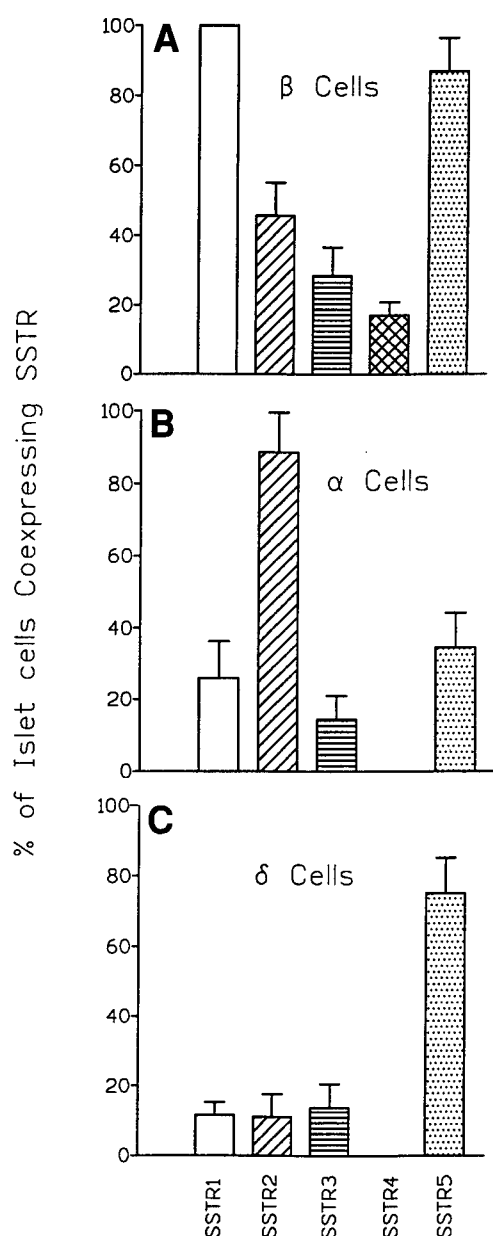 % of Islet cells Coexpressing SSTR
A
β Cells
100
80
60
40
20
0
B
α Cells
100
80
60
40
20
0
C
δ Cells
100
80
60
40
20
0
SSTR1
SSTR2
SSTR3
SSTR4
SSTR5